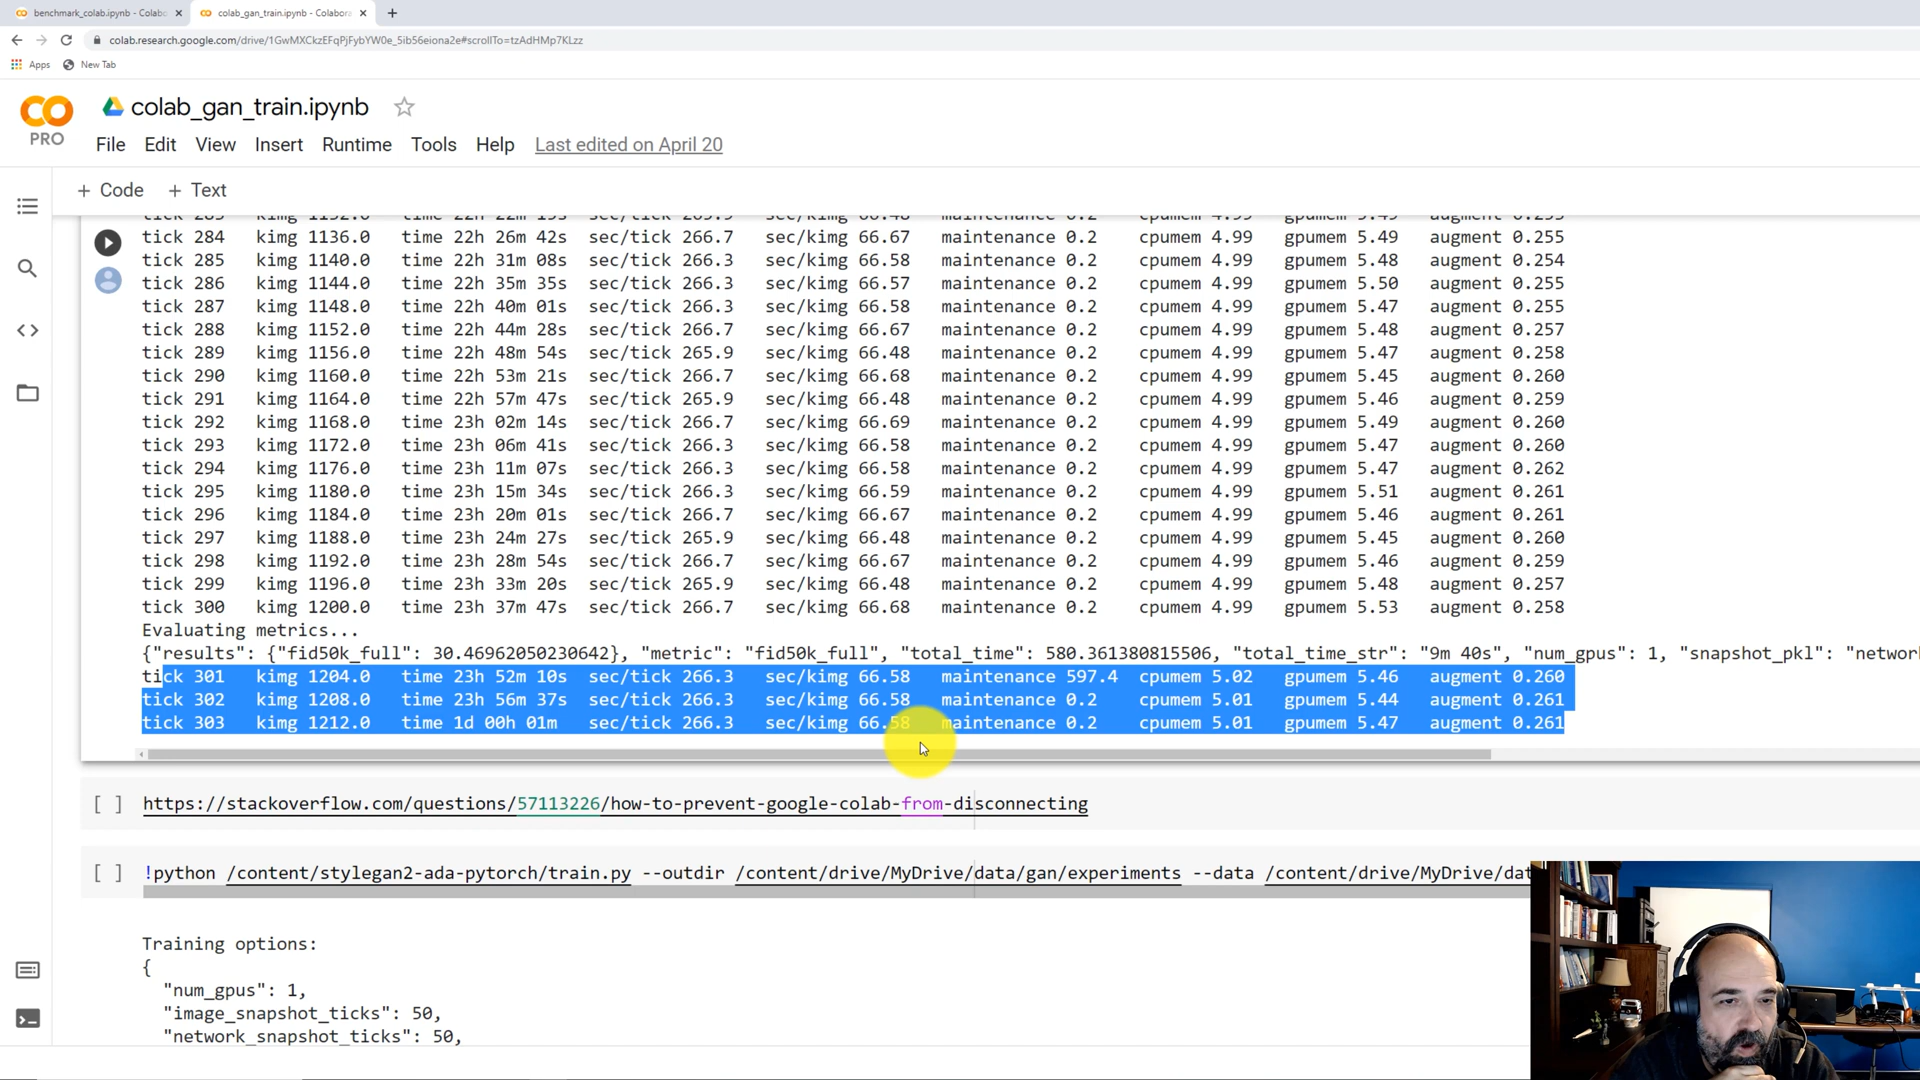 benchmark_colab.ipynb - Colabo
colab_gan_train.ipynb - Colabora
colab.research.google.com/drive/1GwMXCkzEFqPjFybYW0e_5ib56eiona2e#scrollTo=tzAdHMp7KLzz
Apps New Tab
PRO
colab_gan_train.ipynb
File Edit View Insert Runtime Tools Help Last edited on April 20
+ Code + Text
tick 284 kimg 1136.0 time 22h 26m 42s sec/tick 266.7 sec/kimg 66.67 maintenance 0.2 cpumem 4.99 gpumem 5.49 augment 0.255
tick 285 kimg 1140.0 time 22h 31m 08s sec/tick 266.3 sec/kimg 66.58 maintenance 0.2 cpumem 4.99 gpumem 5.48 augment 0.254
tick 286 kimg 1144.0 time 22h 35m 35s sec/tick 266.3 sec/kimg 66.57 maintenance 0.2 cpumem 4.99 gpumem 5.50 augment 0.255
tick 287 kimg 1148.0 time 22h 40m 01s sec/tick 266.3 sec/kimg 66.58 maintenance 0.2 cpumem 4.99 gpumem 5.47 augment 0.255
tick 288 kimg 1152.0 time 22h 44m 28s sec/tick 266.7 sec/kimg 66.67 maintenance 0.2 cpumem 4.99 gpumem 5.48 augment 0.257
tick 289 kimg 1156.0 time 22h 48m 54s sec/tick 265.9 sec/kimg 66.48 maintenance 0.2 cpumem 4.99 gpumem 5.47 augment 0.258
tick 290 kimg 1160.0 time 22h 53m 21s sec/tick 266.7 sec/kimg 66.68 maintenance 0.2 cpumem 4.99 gpumem 5.45 augment 0.260
tick 291 kimg 1164.0 time 22h 57m 47s sec/tick 265.9 sec/kimg 66.48 maintenance 0.2 cpumem 4.99 gpumem 5.46 augment 0.259
tick 292 kimg 1168.0 time 23h 02m 14s sec/tick 266.7 sec/kimg 66.69 maintenance 0.2 cpumem 4.99 gpumem 5.49 augment 0.260
tick 293 kimg 1172.0 time 23h 06m 41s sec/tick 266.3 sec/kimg 66.58 maintenance 0.2 cpumem 4.99 gpumem 5.47 augment 0.260
tick 294 kimg 1176.0 time 23h 11m 07s sec/tick 266.3 sec/kimg 66.58 maintenance 0.2 cpumem 4.99 gpumem 5.47 augment 0.262
tick 295 kimg 1180.0 time 23h 15m 34s sec/tick 266.3 sec/kimg 66.59 maintenance 0.2 cpumem 4.99 gpumem 5.51 augment 0.261
tick 296 kimg 1184.0 time 23h 20m 01s sec/tick 266.7 sec/kimg 66.67 maintenance 0.2 cpumem 4.99 gpumem 5.46 augment 0.261
tick 297 kimg 1188.0 time 23h 24m 27s sec/tick 265.9 sec/kimg 66.48 maintenance 0.2 cpumem 4.99 gpumem 5.45 augment 0.260
tick 298 kimg 1192.0 time 23h 28m 54s sec/tick 266.7 sec/kimg 66.67 maintenance 0.2 cpumem 4.99 gpumem 5.46 augment 0.259
tick 299 kimg 1196.0 time 23h 33m 20s sec/tick 265.9 sec/kimg 66.48 maintenance 0.2 cpumem 4.99 gpumem 5.48 augment 0.257
tick 300 kimg 1200.0 time 23h 37m 47s sec/tick 266.7 sec/kimg 66.68 maintenance 0.2 cpumem 4.99 gpumem 5.53 augment 0.258
Evaluating metrics...
{"results": {"fid50k_full": 30.46962050230642}, "metric": "fid50k_full", "total_time": 580.361380815506, "total_time_str": "9m 40s", "num_gpus": 1, "snapshot_pkl": "network
tick 301 kimg 1204.0 time 23h 52m 10s sec/tick 266.3 sec/kimg 66.58 maintenance 597.4 cpumem 5.02 gpumem 5.46 augment 0.260
tick 302 kimg 1208.0 time 23h 56m 37s sec/tick 266.3 sec/kimg 66.58 maintenance 0.2 cpumem 5.01 gpumem 5.44 augment 0.261
tick 303 kimg 1212.0 time 1d 00h 01m sec/tick 266.3 sec/kimg 66.58 maintenance 0.2 cpumem 5.01 gpumem 5.47 augment 0.261
[ ] https://stackoverflow.com/questions/57113226/how-to-prevent-google-colab-from-disconnecting
[ ] !python /content/stylegan2-ada-pytorch/train.py --outdir /content/drive/MyDrive/data/gan/experiments --data /content/drive/MyDrive/dat
Training options:
{
"num_gpus": 1,
"image_snapshot_ticks": 50,
"network_snapshot_ticks": 50,